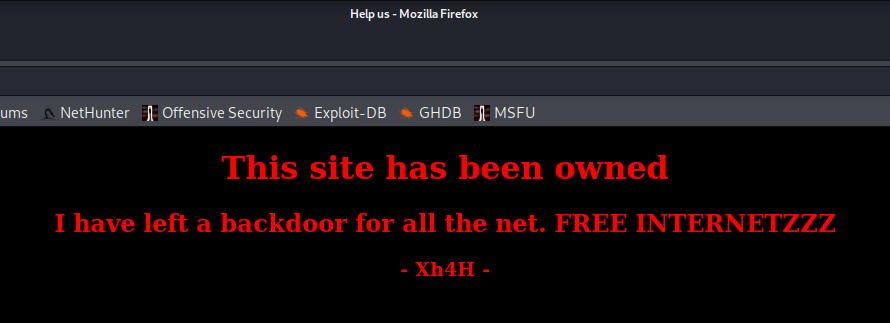 Help us - Mozilla Firefox
ums NetHunter Offensive Security Exploit-DB GHDB MSFU
This site has been owned
I have left a backdoor for all the net. FREE INTERNETZZZ
- Xh4H -